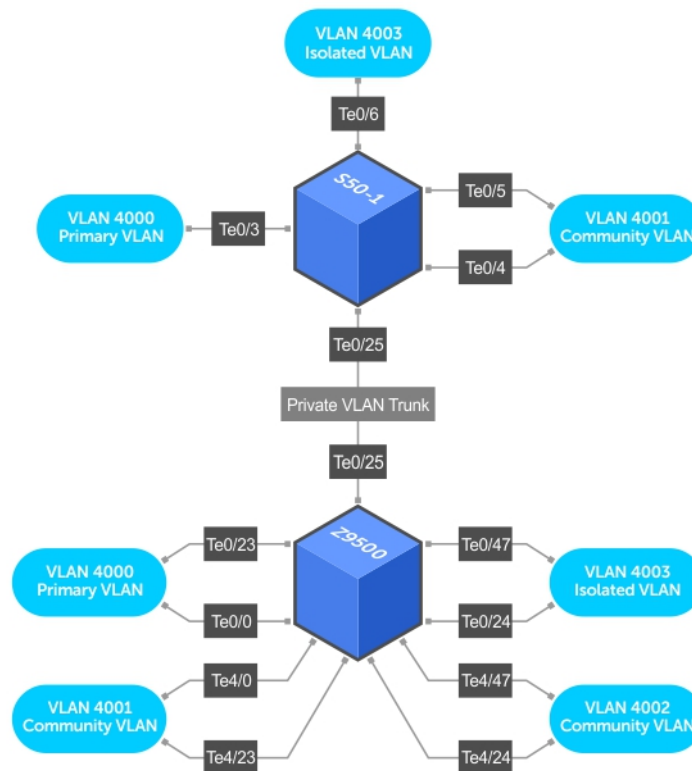 VLAN 4003
Isolated VLAN
Te0/6
S50-1
Te0/5
VLAN 4000
Primary VLAN
Te0/3
VLAN 4001
Community VLAN
Te0/4
Te0/25
Private VLAN Trunk
Te0/25
Z9500
Te0/23
Te0/47
VLAN 4000
Primary VLAN
VLAN 4003
Isolated VLAN
Te0/0
Te0/24
Te4/0
Te4/47
VLAN 4001
Community VLAN
VLAN 4002
Community VLAN
Te4/23
Te4/24